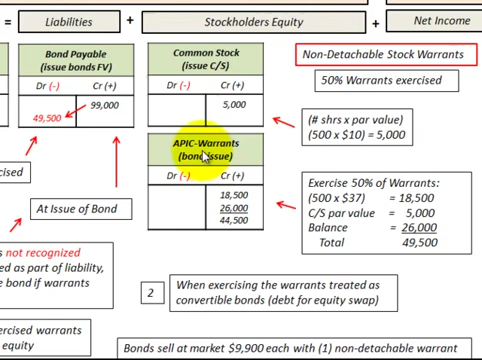 = Liabilities + Stockholders Equity + Net Income
Bond Payable
(issue bonds FV)
Dr (-) Cr (+)
99,000
49,500
Common Stock
(issue C/S)
Dr (-) Cr (+)
5,000
Non-Detachable Stock Warrants
50% Warrants exercised
(# shrs x par value)
(500 x $10) = 5,000
APIC-Warrants
(bond issue)
Dr (-) Cr (+)
18,500
26,000
44,500
Exercise 50% of Warrants:
(500 x $37) = 18,500
C/S par value = 5,000
Balance = 26,000
Total 49,500
cised
At Issue of Bond
s not recognized
ed as part of liability,
e bond if warrants
2
When exercising the warrants treated as
convertible bonds (debt for equity swap)
ercised warrants
equity
Bonds sell at market $9,900 each with (1) non-detachable warrant